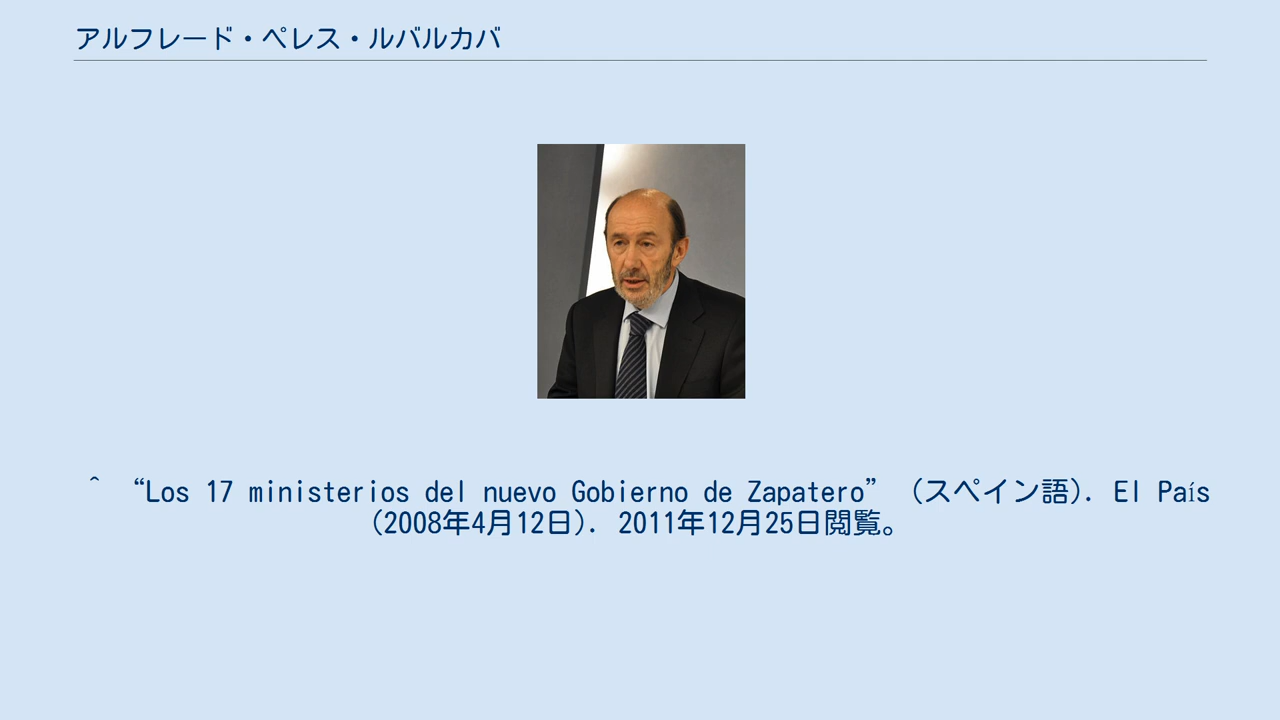 アルフレード・ペレス・ルバルカバ
^ “Los 17 ministerios del nuevo Gobierno de Zapatero” (スペイン語). El País
(2008年4月12日). 2011年12月25日閲覧。